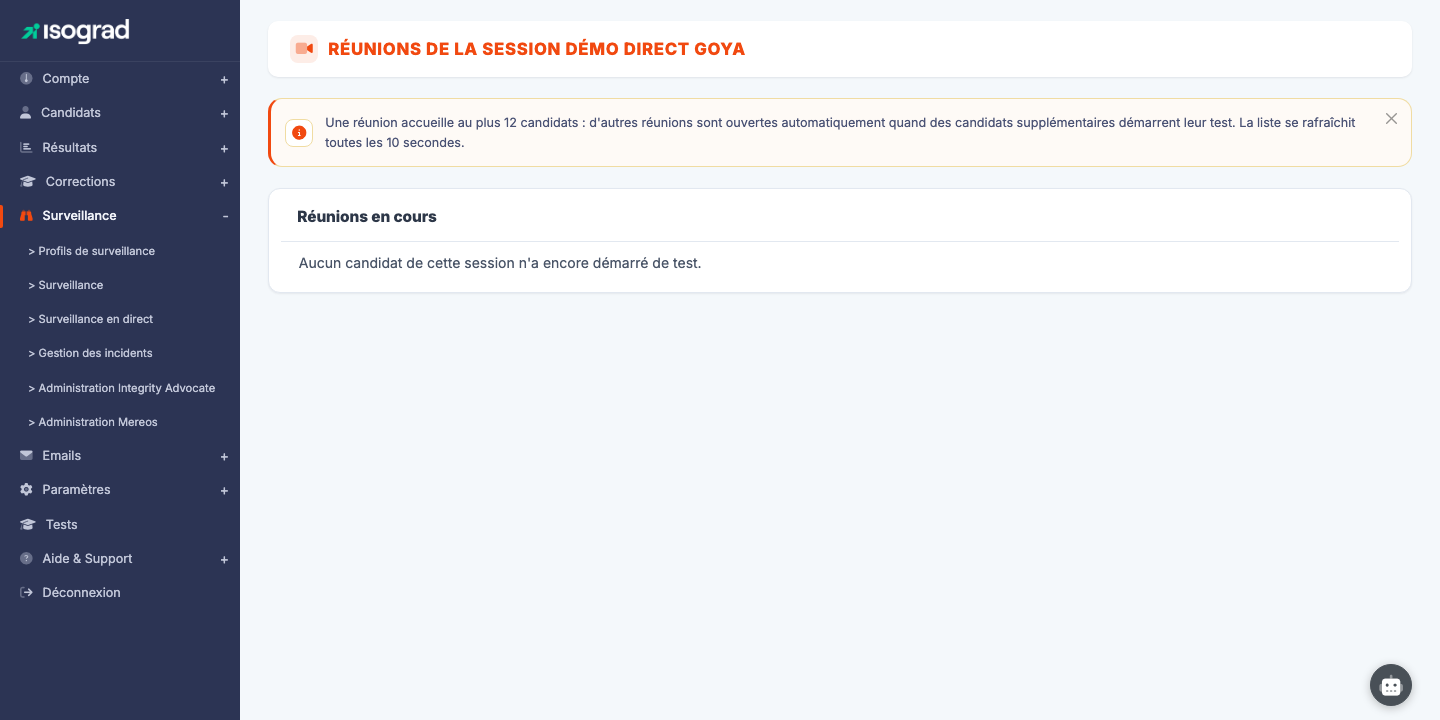 isograd
Compte +
Candidats +
Résultats +
Corrections +
Surveillance -
> Profils de surveillance
> Surveillance
> Surveillance en direct
> Gestion des incidents
> Administration Integrity Advocate
> Administration Mereos
Emails +
Paramètres +
Tests
Aide & Support +
Déconnexion
RÉUNIONS DE LA SESSION DÉMO DIRECT GOYA
Une réunion accueille au plus 12 candidats : d'autres réunions sont ouvertes automatiquement quand des candidats supplémentaires démarrent leur test. La liste se rafraîchit
toutes les 10 secondes.
Réunions en cours
Aucun candidat de cette session n'a encore démarré de test.